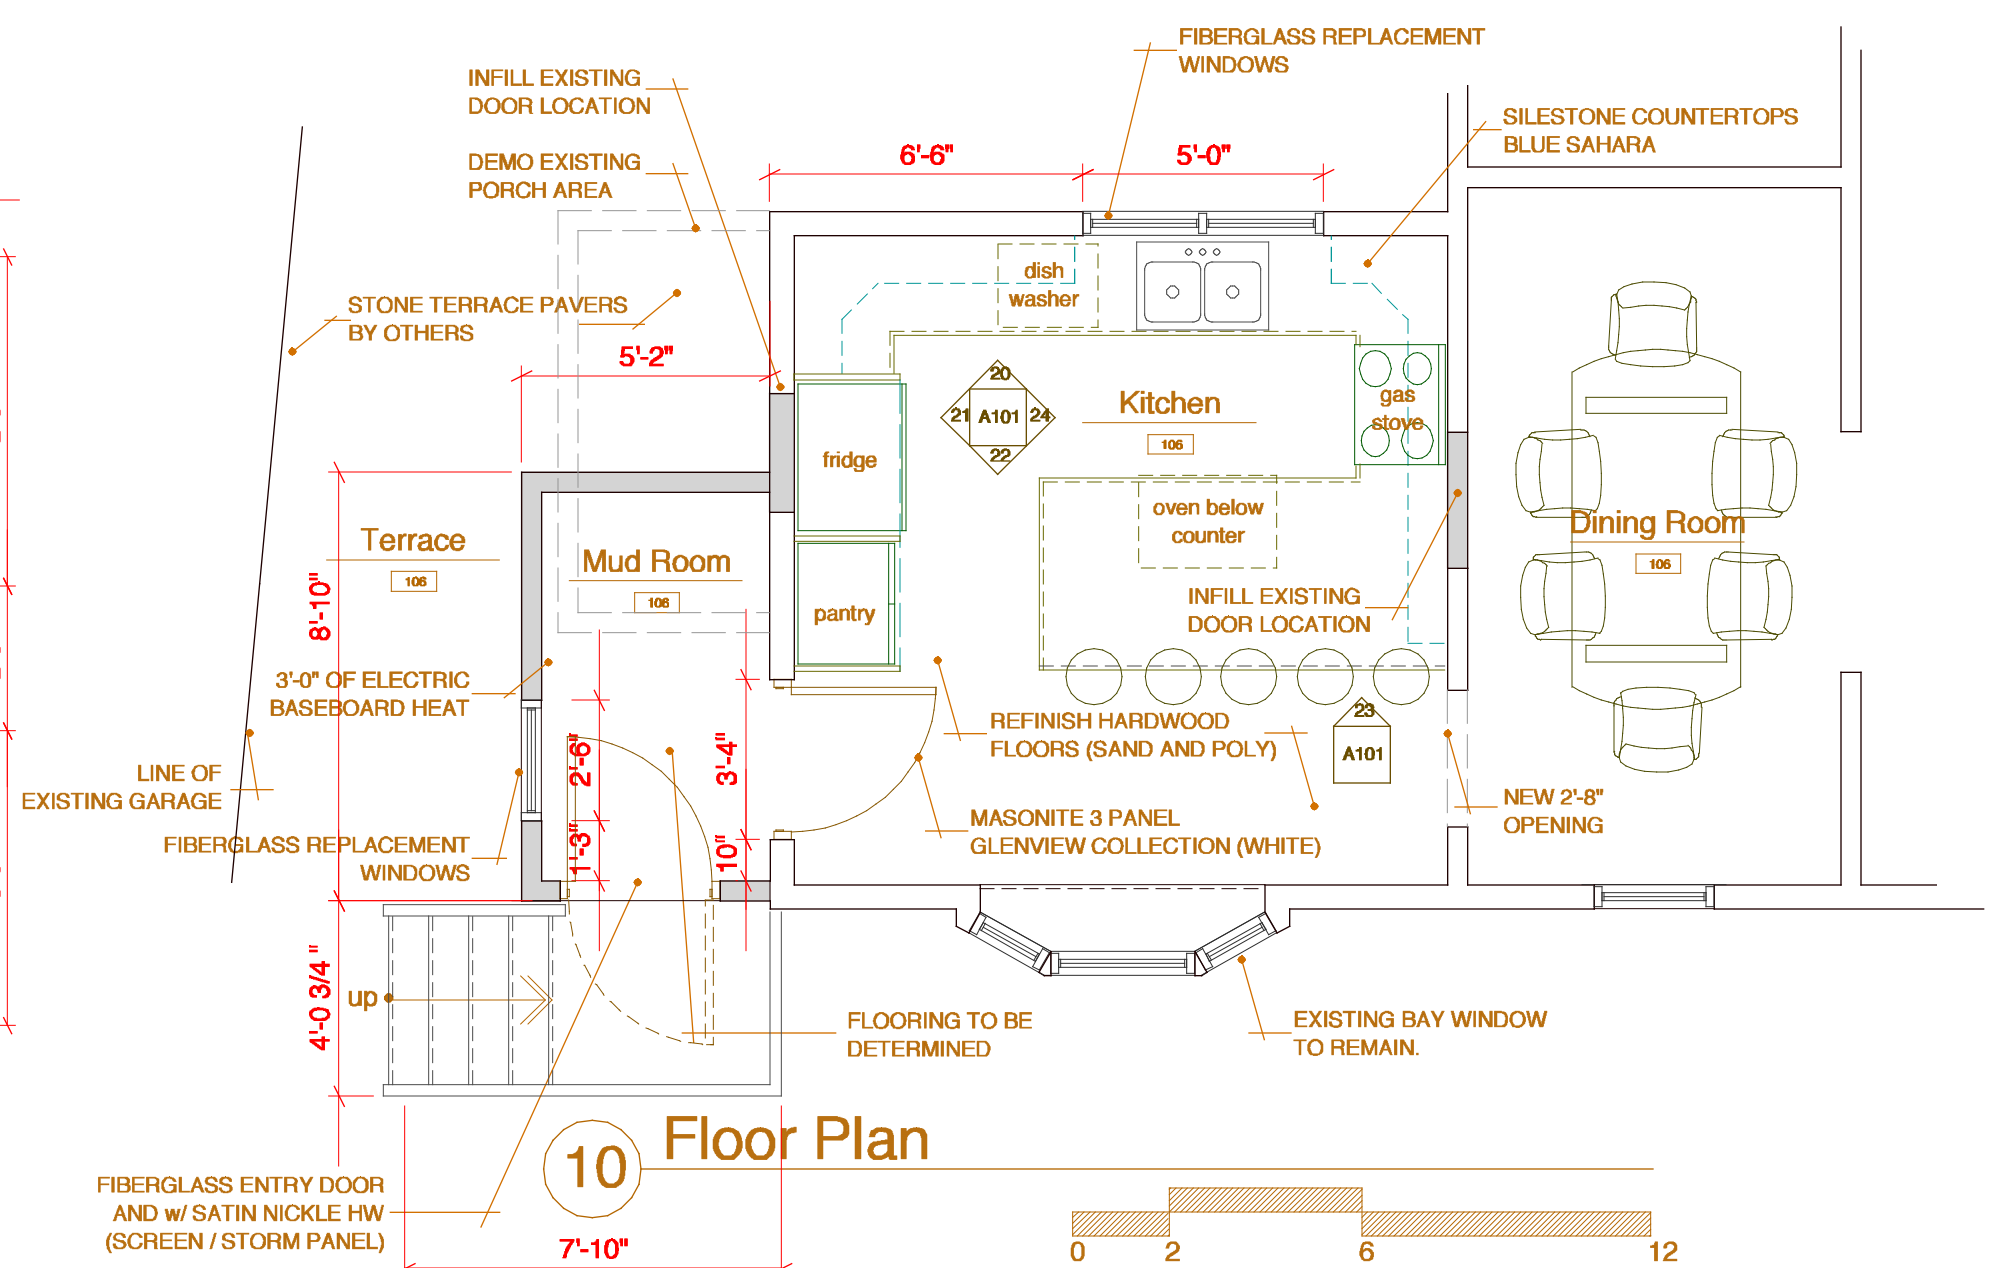 FIBERGLASS REPLACEMENT
WINDOWS
INFILL EXISTING
DOOR LOCATION
SILESTONE COUNTERTOPS
BLUE SAHARA
DEMO EXISTING
PORCH AREA
6'-6"
5'-0"
dish
washer
STONE TERRACE PAVERS
BY OTHERS
5'-2"
20
21
A101
24
22
Kitchen
106
gas
stove
fridge
oven below
counter
Dining Room
106
Terrace
106
Mud Room
106
8'-10"
pantry
INFILL EXISTING
DOOR LOCATION
3'-0" OF ELECTRIC
BASEBOARD HEAT
REFINISH HARDWOOD
FLOORS (SAND AND POLY)
23
A101
2'-6"
3'-4"
LINE OF
EXISTING GARAGE
NEW 2'-8"
OPENING
MASONITE 3 PANEL
GLENVIEW COLLECTION (WHITE)
FIBERGLASS REPLACEMENT
WINDOWS
1'-3"
10"
4'-0 3/4 "
up
FLOORING TO BE
DETERMINED
EXISTING BAY WINDOW
TO REMAIN.
10
Floor Plan
FIBERGLASS ENTRY DOOR
AND w/ SATIN NICKLE HW
(SCREEN / STORM PANEL)
7'-10"
0
2
6
12